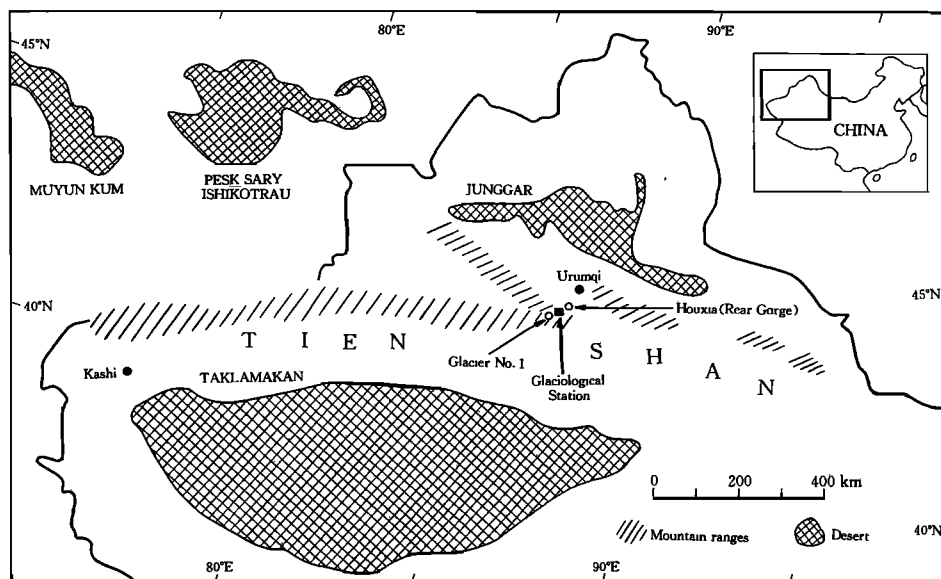 80°E
90°E
45°N
CHINA
MUYUN KUM
PESK SARY
ISHIKOTRAU
JUNGGAR
Urumqi
40°N
45°N
Houxia (Rear Gorge)
T I E N
Glacier No. 1
S H A N
Kashi
TAKLAMAKAN
Glaciological
Station
0 200 400 km
Mountain ranges
Desert
40°N
80°E
90°E